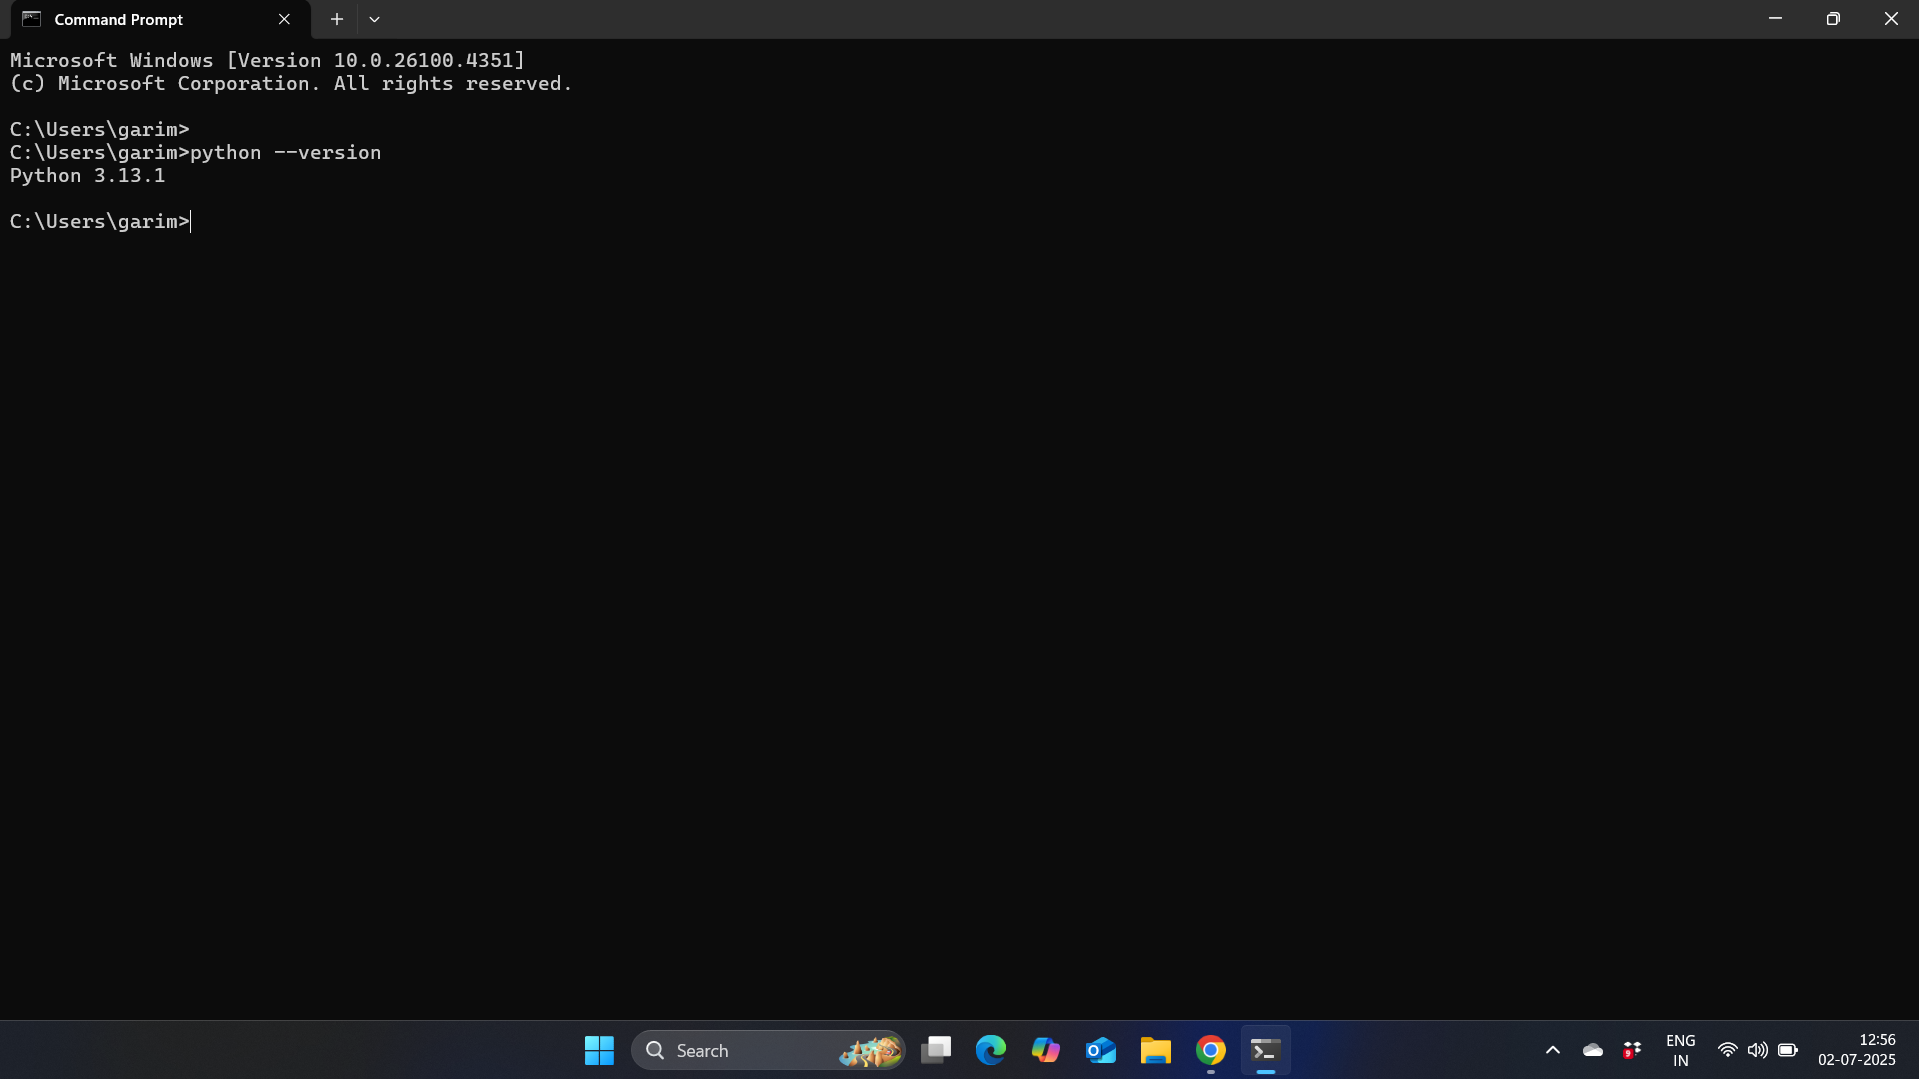 Command Prompt
Microsoft Windows [Version 10.0.26100.4351]
(c) Microsoft Corporation. All rights reserved.
C:\Users\garim>
C:\Users\garim>python --version
Python 3.13.1
C:\Users\garim>
Search
9
ENG
IN
12:56
02-07-2025